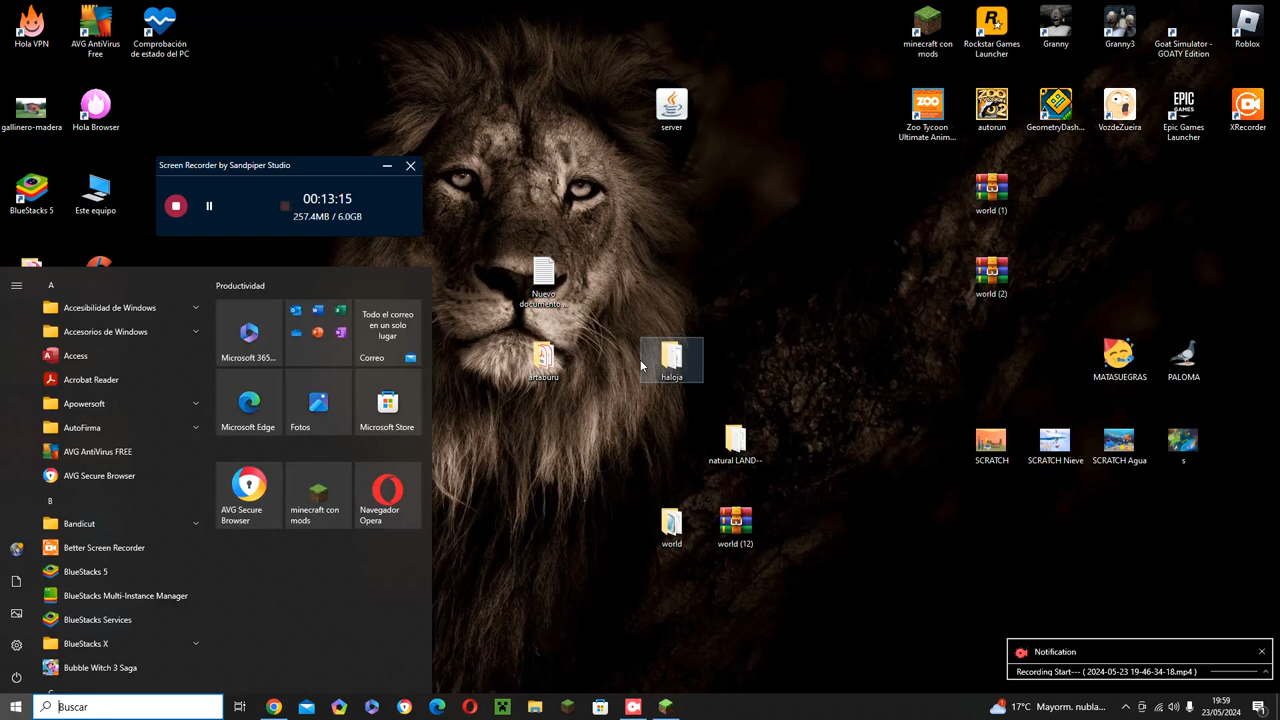 Hola VPN
AVG AntiVirus
Free
Comprobación
de estado del PC
minecraft con
mods
Rockstar Games
Launcher
Granny
Granny3
Goat Simulator -
GOATY Edition
Roblox
gallinero-madera
Hola Browser
server
Zoo Tycoon
Ultimate Anim...
autorun
GeometryDash...
VozdeZueira
Epic Games
Launcher
XRecorder
Screen Recorder by Sandpiper Studio
00:13:15
257.4MB / 6.0GB
BlueStacks 5
Este equipo
world (1)
world (2)
Nuevo
documento ...
artaburu
haloja
MATASUEGRAS
PALOMA
natural LAND--
SCRATCH
SCRATCH Nieve
SCRATCH Agua
s
world
world (12)
A
Accesibilidad de Windows
Accesorios de Windows
Access
Acrobat Reader
Apowersoft
AutoFirma
AVG AntiVirus FREE
AVG Secure Browser
B
Bandicut
Better Screen Recorder
BlueStacks 5
BlueStacks Multi-Instance Manager
BlueStacks Services
BlueStacks X
Bubble Witch 3 Saga
Productividad
Microsoft 365...
Todo el correo
en un solo
lugar
Correo
Microsoft Edge
Fotos
Microsoft Store
AVG Secure
Browser
minecraft con
mods
Navegador
Opera
Notification
Recording Start--- ( 2024-05-23 19-46-34-18.mp4 )
Buscar
17°C Mayorm. nubla...
19:59
23/05/2024